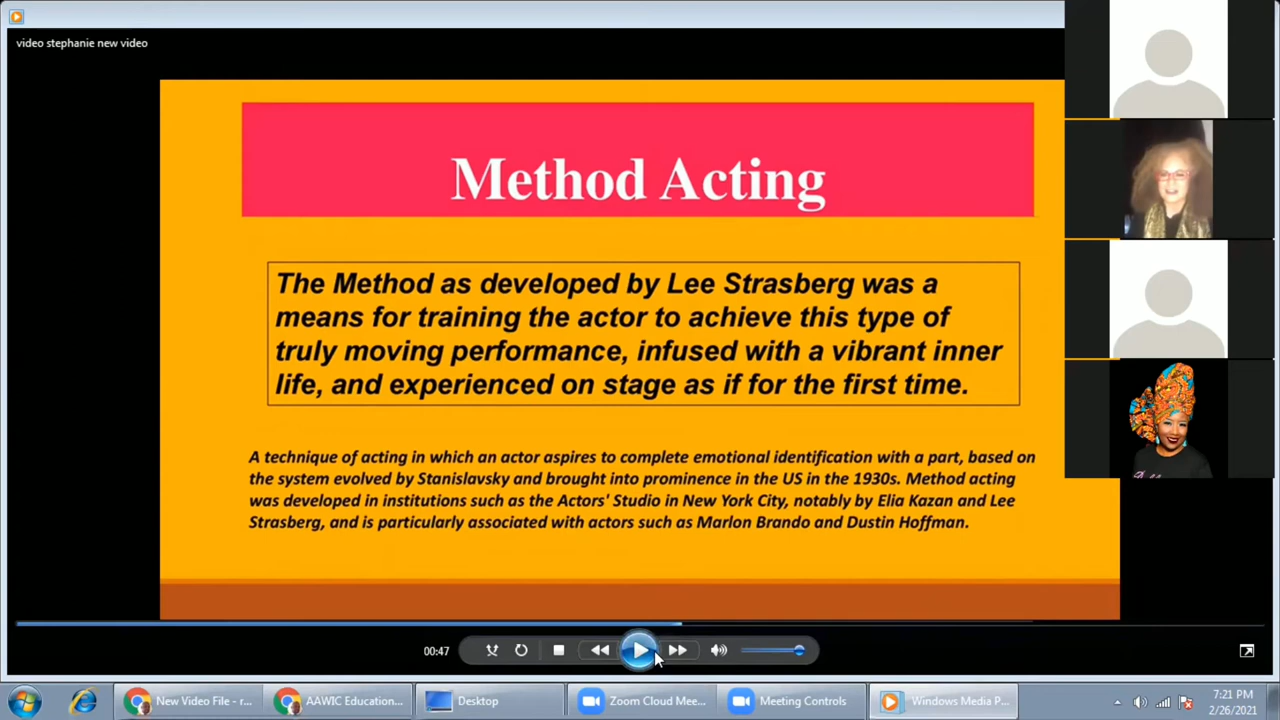 video stephanie new video
Method Acting
The Method as developed by Lee Strasberg was a
means for training the actor to achieve this type of
truly moving performance, infused with a vibrant inner
life, and experienced on stage as if for the first time.
A technique of acting in which an actor aspires to complete emotional identification with a part, based on
the system evolved by Stanislavsky and brought into prominence in the US in the 1930s. Method acting
was developed in institutions such as the Actors' Studio in New York City, notably by Elia Kazan and Lee
Strasberg, and is particularly associated with actors such as Marlon Brando and Dustin Hoffman.
00:47
New Video File - r...
AAWIC Education...
Desktop
Zoom Cloud Mee...
Meeting Controls
Windows Media P...
7:21 PM
2/26/2021